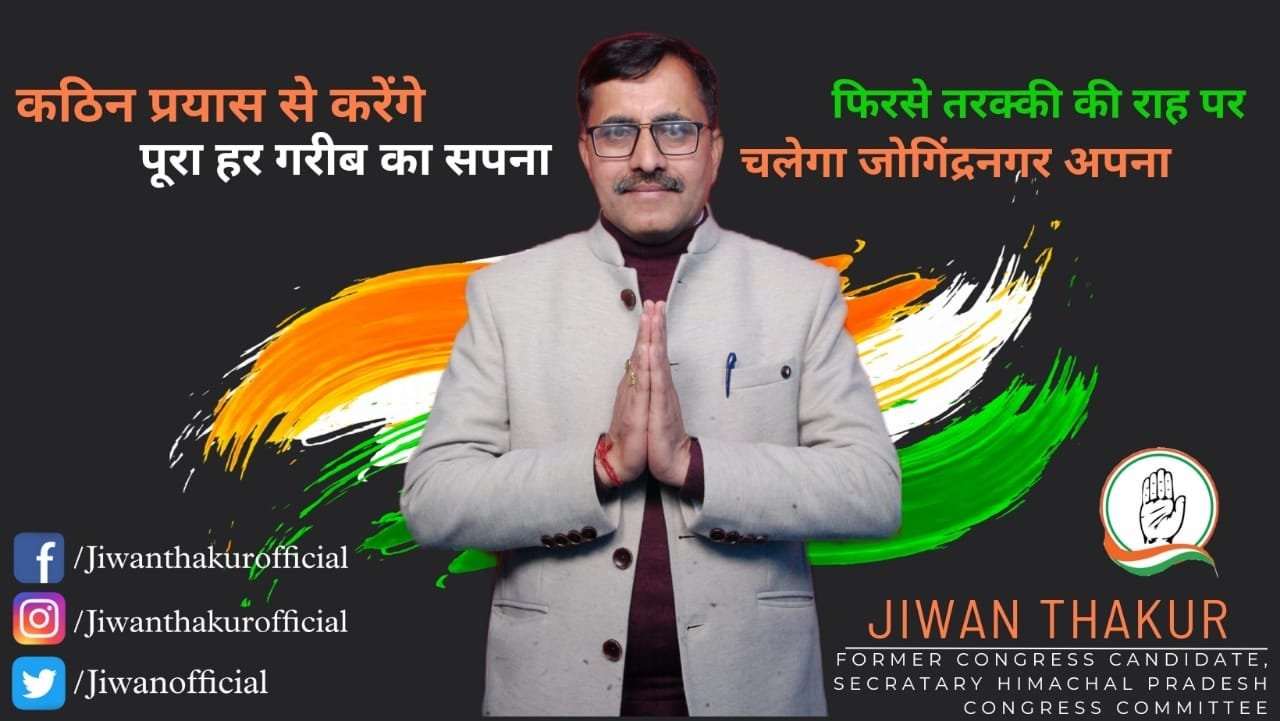 कठिन प्रयास से करेंगे
पूरा हर गरीब का सपना
फिरसे तरक्की की राह पर
चलेगा जोगिंद्रनगर अपना
/Jiwanthakurofficial
/Jiwanthakurofficial
/Jiwanofficial
JIWAN THAKUR
FORMER CONGRESS CANDIDATE,
SECRATARY HIMACHAL PRADESH
CONGRESS COMMITTEE